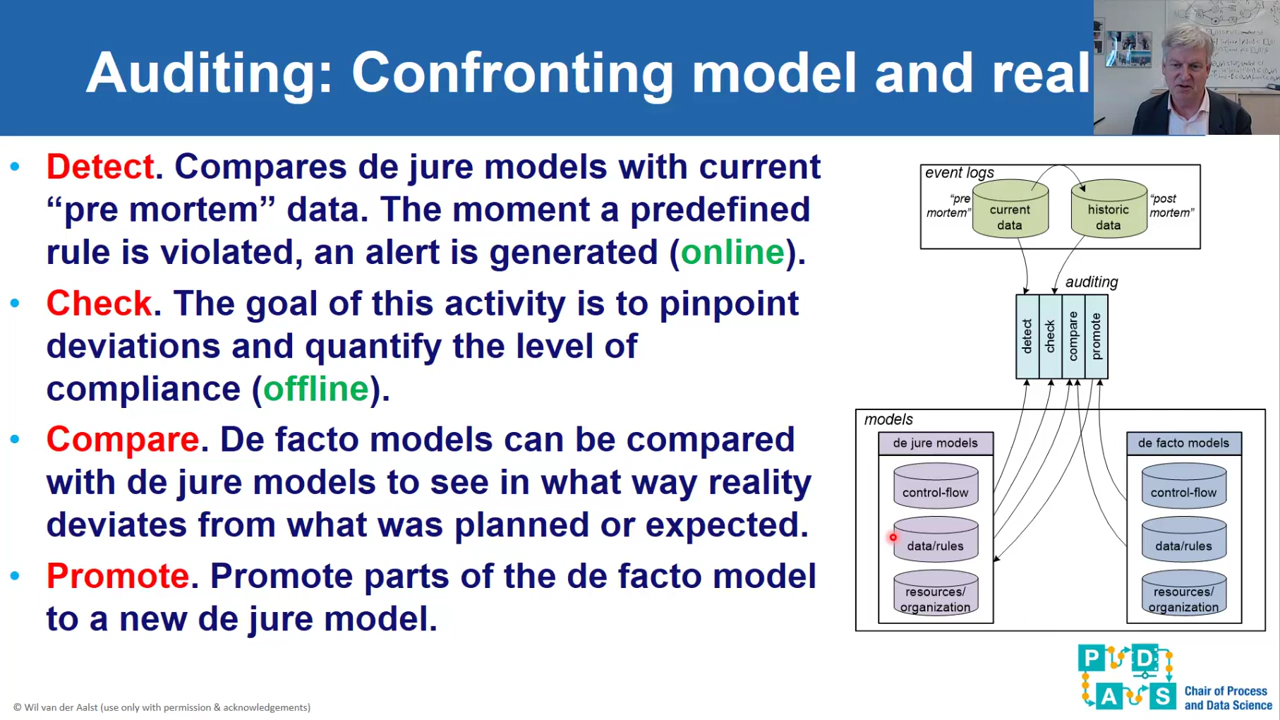 Auditing: Confronting model and real
• Detect. Compares de jure models with current
“pre mortem” data. The moment a predefined
rule is violated, an alert is generated (online).
• Check. The goal of this activity is to pinpoint
deviations and quantify the level of
compliance (offline).
• Compare. De facto models can be compared
with de jure models to see in what way reality
deviates from what was planned or expected.
• Promote. Promote parts of the de facto model
to a new de jure model.
event logs
“pre
mortem”
current
data
historic
data
“post
mortem”
auditing
detect
check
compare
promote
models
de jure models
control-flow
data/rules
resources/
organization
de facto models
control-flow
data/rules
resources/
organization
P D
A S
Chair of Process
and Data Science
© Wil van der Aalst (use only with permission & acknowledgements)